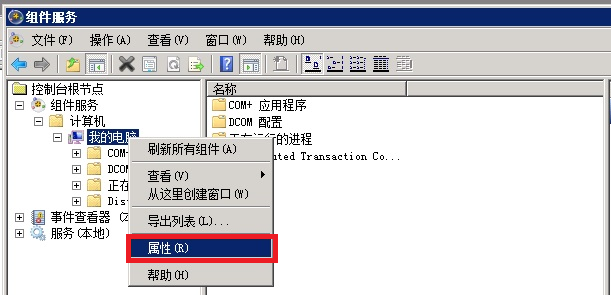 组件服务
文件(F) 操作(A) 查看(V) 窗口(W) 帮助(H)
控制台根节点
组件服务
计算机
我的电脑
COM+
DCOM
正在
Dis
事件查看器 (
服务(本地)
名称
COM+ 应用程序
DCOM 配置
正在运行的进程
uted Transaction Co...
刷新所有组件(A)
查看(V)
从这里创建窗口(W)
导出列表(L)...
属性(R)
帮助(H)